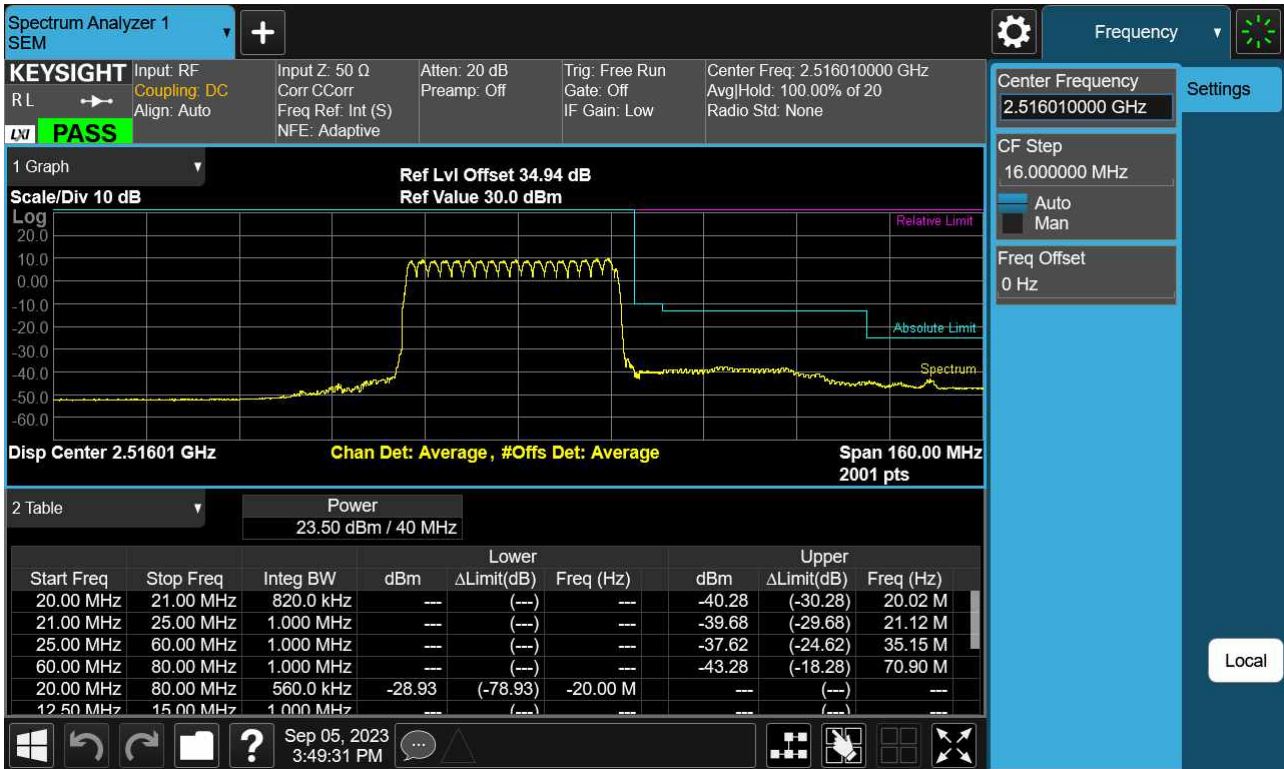 Spectrum Analyzer 1
SEM
Frequency
KEYSIGHT
R L
LXI
PASS
Input: RF
Coupling: DC
Align: Auto
Input Z: 50 Ω
Corr CCorr
Freq Ref: Int (S)
NFE: Adaptive
Atten: 20 dB
Preamp: Off
Trig: Free Run
Gate: Off
IF Gain: Low
Center Freq: 2.516010000 GHz
Avg|Hold: 100.00% of 20
Radio Std: None
Center Frequency
2.516010000 GHz
Settings
CF Step
16.000000 MHz
Auto
Man
Freq Offset
0 Hz
Local
1 Graph
Scale/Div 10 dB
Ref Lvl Offset 34.94 dB
Ref Value 30.0 dBm
Log
20.0
10.0
0.00
-10.0
-20.0
-30.0
-40.0
-50.0
-60.0
Relative Limit
Absolute Limit
Spectrum
Disp Center 2.51601 GHz
Chan Det: Average , #Offs Det: Average
Span 160.00 MHz
2001 pts
2 Table
Power
23.50 dBm / 40 MHz
Lower Upper
Start Freq Stop Freq Integ BW dBm ΔLimit(dB) Freq (Hz) dBm ΔLimit(dB) Freq (Hz)
20.00 MHz 21.00 MHz 820.0 kHz --- (---) --- -40.28 (-30.28) 20.02 M
21.00 MHz 25.00 MHz 1.000 MHz --- (---) --- -39.68 (-29.68) 21.12 M
25.00 MHz 60.00 MHz 1.000 MHz --- (---) --- -37.62 (-24.62) 35.15 M
60.00 MHz 80.00 MHz 1.000 MHz --- (---) --- -43.28 (-18.28) 70.90 M
20.00 MHz 80.00 MHz 560.0 kHz -28.93 (-78.93) -20.00 M --- (---) ---
12.50 MHz 15.00 MHz 1.000 MHz --- (---) --- --- (---) ---
?
Sep 05, 2023
3:49:31 PM